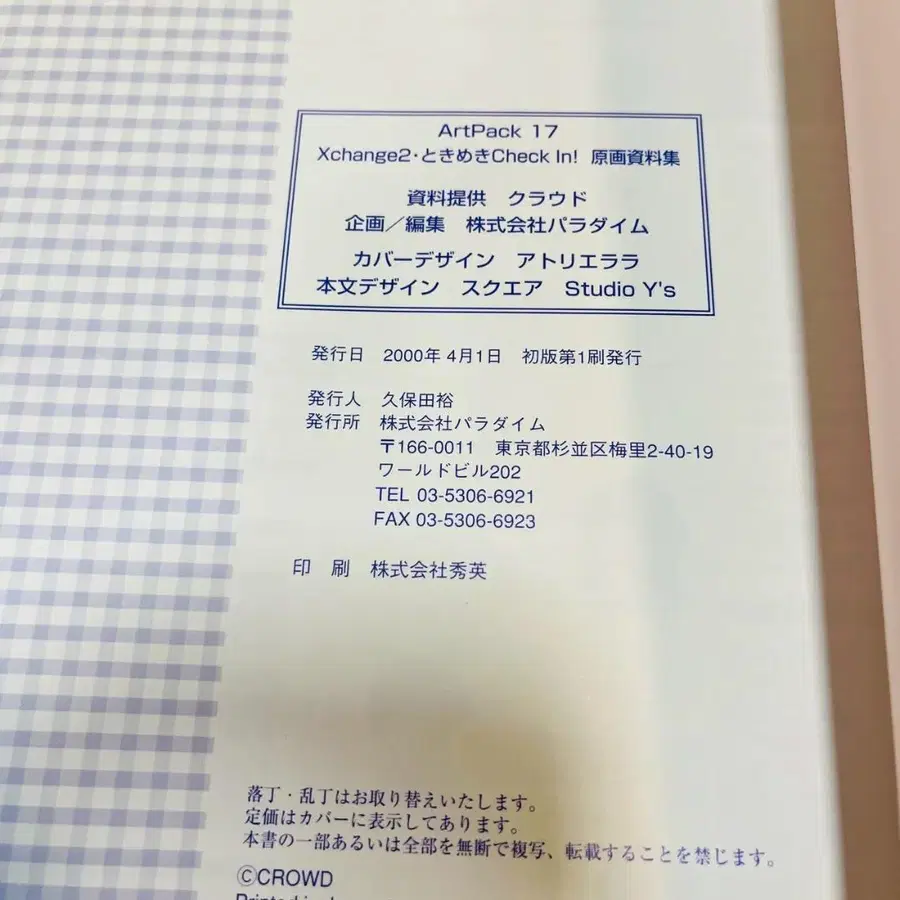 ArtPack 17
Xchange2・ときめきCheck In! 原画資料集
資料提供 クラウド
企画／編集 株式会社パラダイム
カバーデザイン アトリエララ
本文デザイン スクエア Studio Y's
発行日 2000年4月1日 初版第1刷発行
発行人 久保田裕
発行所 株式会社パラダイム
〒166-0011 東京都杉並区梅里2-40-19
ワールドビル202
TEL 03-5306-6921
FAX 03-5306-6923
印 刷 株式会社秀英
落丁・乱丁はお取り替えいたします。
定価はカバーに表示してあります。
本書の一部あるいは全部を無断で複写、転載することを禁じます。
©CROWD